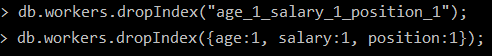 > db.workers.dropIndex("age_1_salary_1_position_1");
> db.workers.dropIndex({age:1, salary:1, position:1});